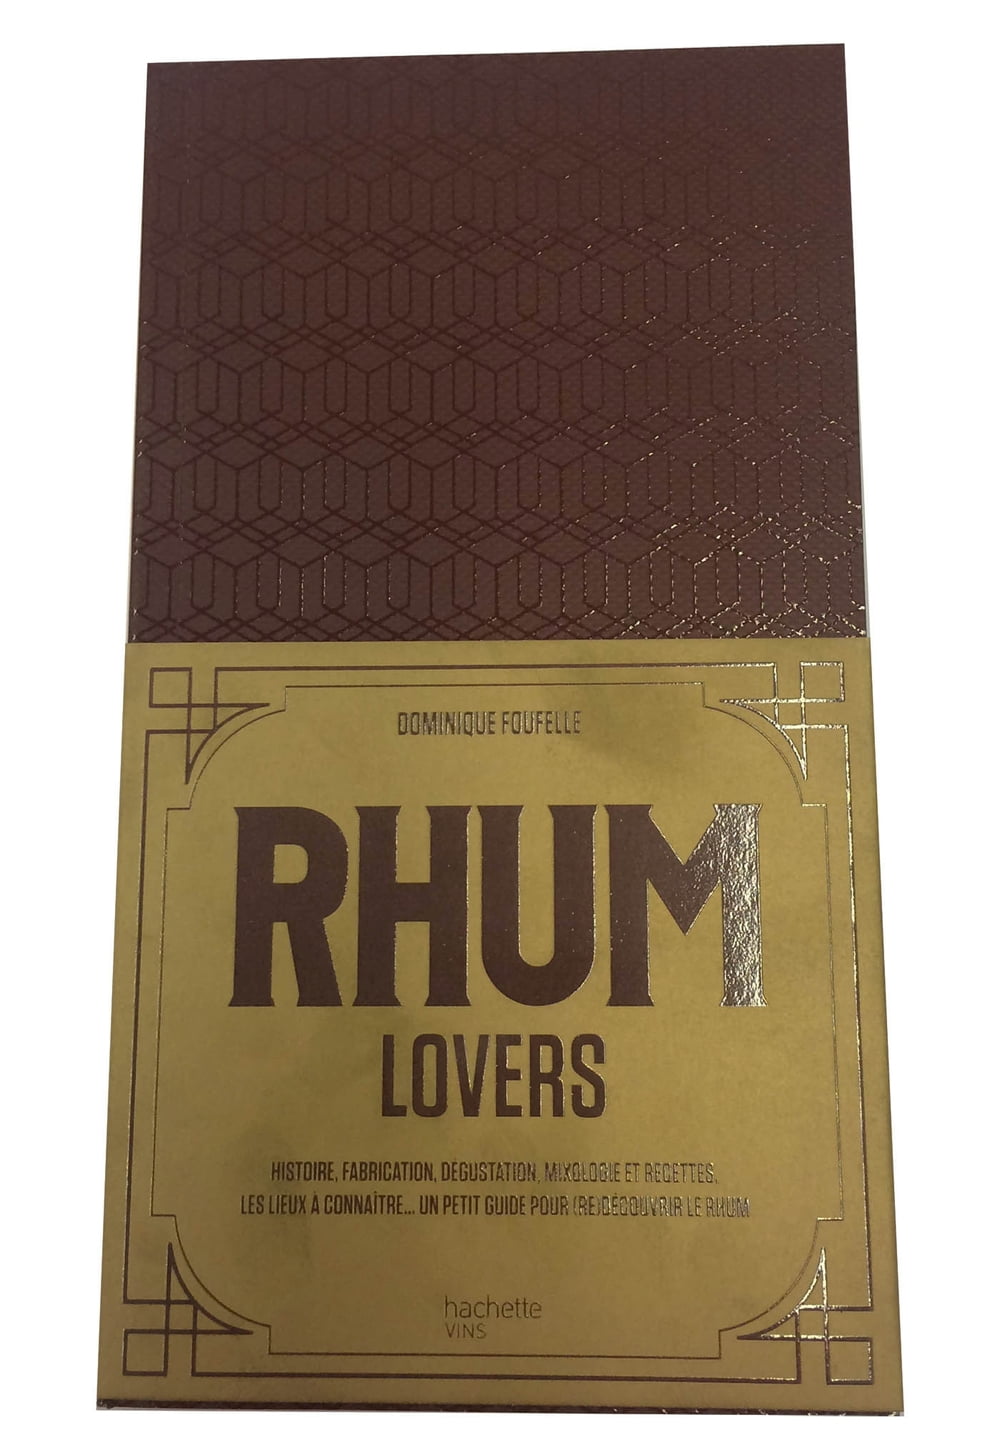 DOMINIQUE FOUFELLE
RHUM
LOVERS
HISTOIRE, FABRICATION, DÉGUSTATION, MIXOLOGIE ET RECETTES,
LES LIEUX À CONNAÎTRE... UN PETIT GUIDE POUR (RE)DÉCOUVRIR LE RHUM
hachette
VINS